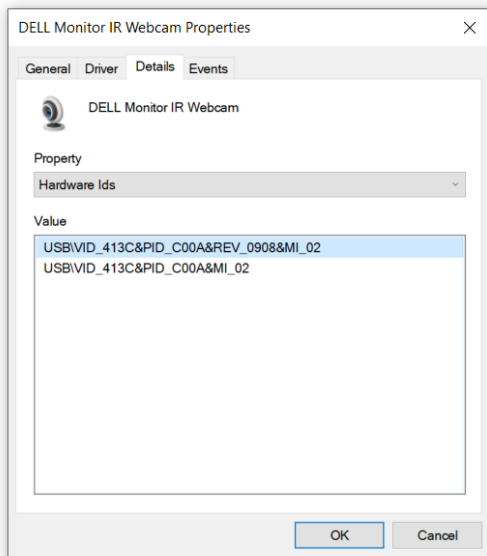 DELL Monitor IR Webcam Properties
General Driver Details Events
DELL Monitor IR Webcam
Property
Hardware Ids
Value
USB\VID_413C&PID_C00A&REV_0908&MI_02
USB\VID_413C&PID_C00A&MI_02
OK Cancel